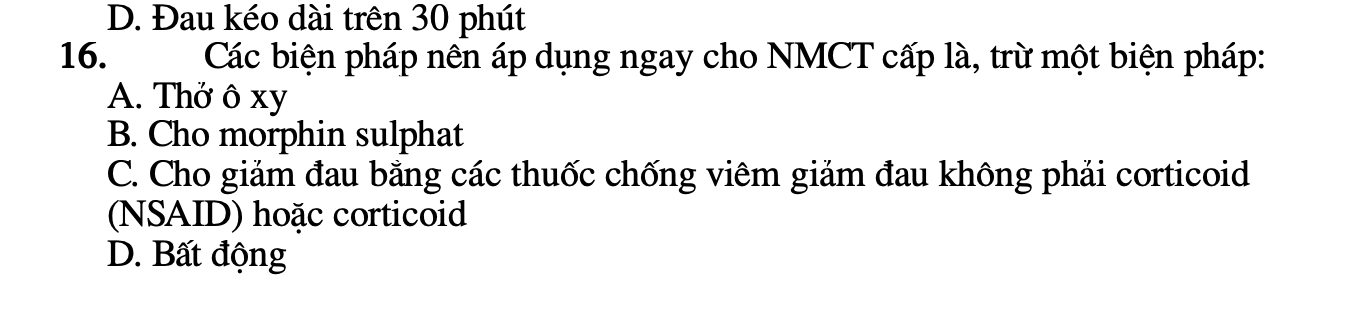 D. Đau kéo dài trên 30 phút
16. Các biện pháp nên áp dụng ngay cho NMCT cấp là, trừ một biện pháp:
A. Thở ô xy
B. Cho morphin sulphat
C. Cho giảm đau bằng các thuốc chống viêm giảm đau không phải corticoid
(NSAID) hoặc corticoid
D. Bất động